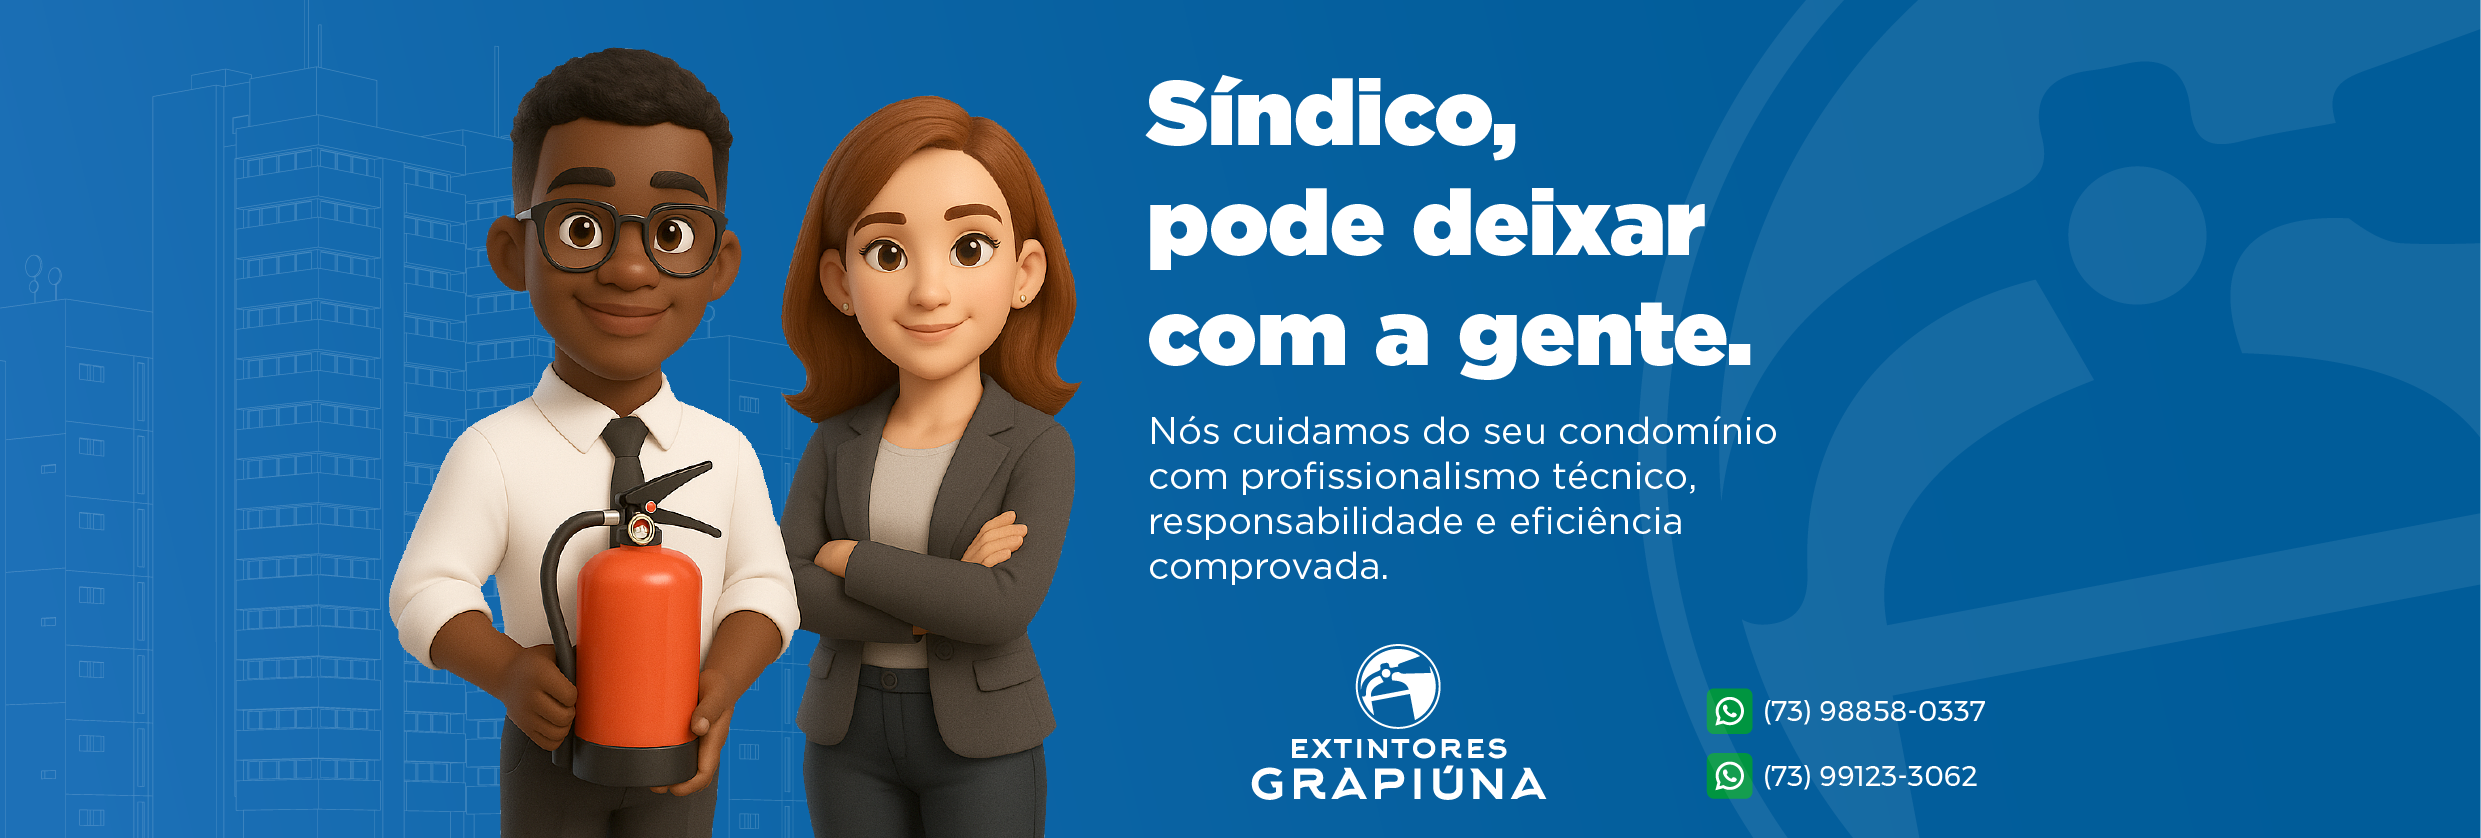 Síndico,
pode deixar
com a gente.
Nós cuidamos do seu condomínio
com profissionalismo técnico,
responsabilidade e eficiência
comprovada.
EXTINTORES
GRAPIÚNA
(73) 98858-0337
(73) 99123-3062